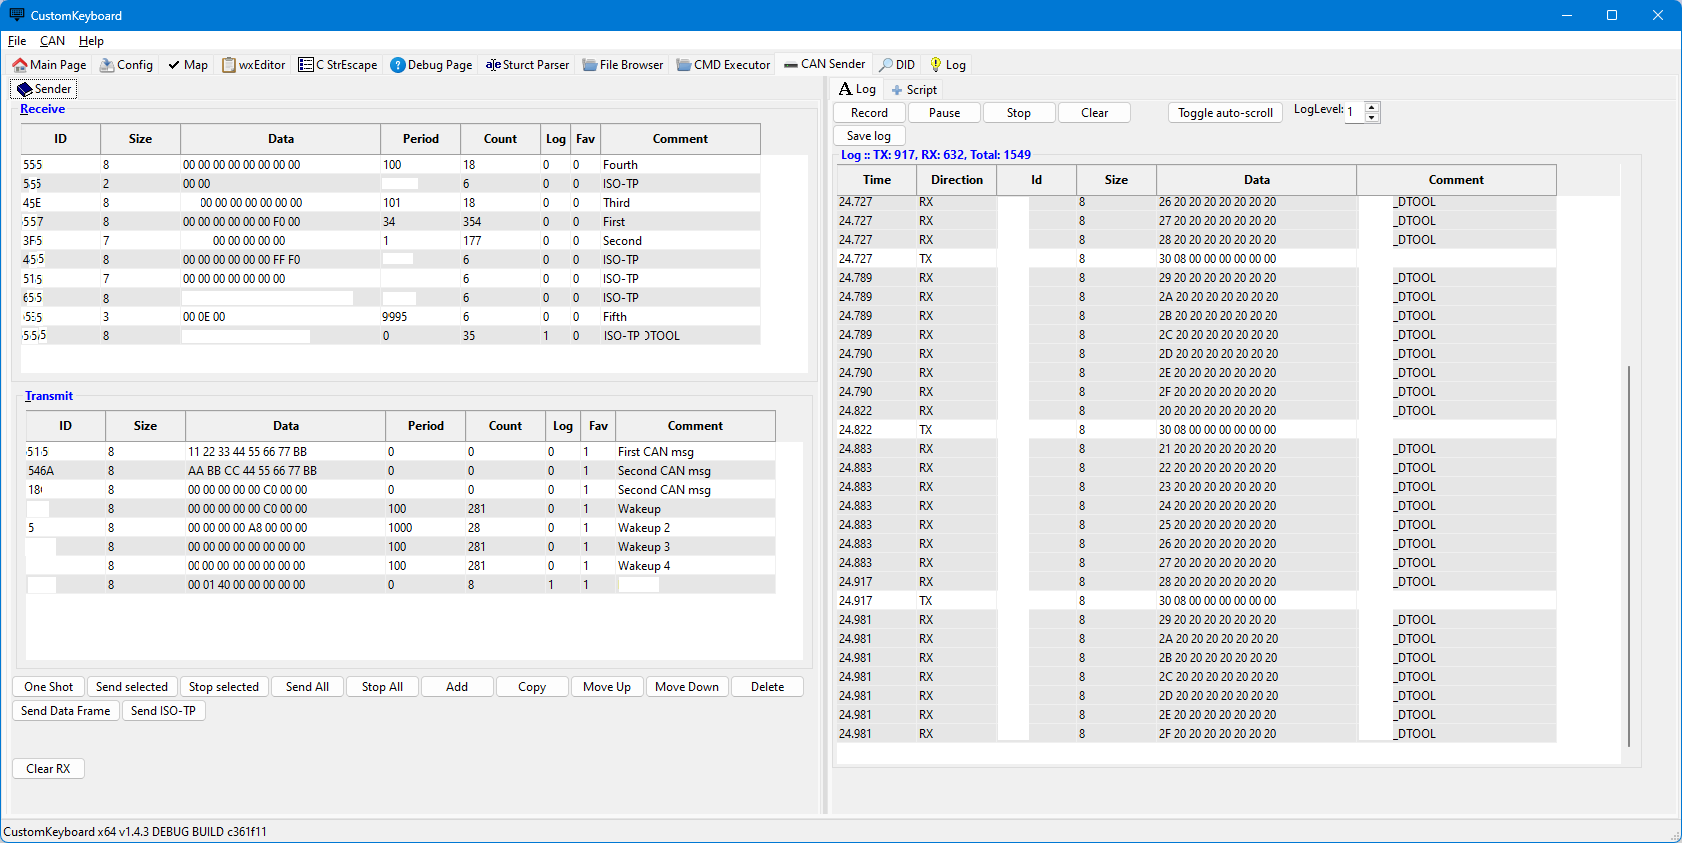 CustomKeyboard
File CAN Help
Main Page Config Map wxEditor C StrEscape Debug Page Sturct Parser File Browser CMD Executor CAN Sender DID Log
Sender
Receive
ID Size Data Period Count Log Fav Comment
555 8 00 00 00 00 00 00 00 00 100 18 0 0 Fourth
2 00 00 6 0 0 ISO-TP
45E 8 00 00 00 00 00 00 00 101 18 0 0 Third
557 8 00 00 00 00 00 00 F0 00 34 354 0 0 First
3F5 7 00 00 00 00 00 1 177 0 0 Second
8 00 00 00 00 00 00 FF F0 6 0 0 ISO-TP
7 00 00 00 00 00 00 00 6 0 0 ISO-TP
8 6 0 0 ISO-TP
3 00 0E 00 9995 6 0 0 Fifth
8 0 35 1 0 ISO-TP DTOOL
Transmit
ID Size Data Period Count Log Fav Comment
8 11 22 33 44 55 66 77 BB 0 0 0 1 First CAN msg
546A 8 AA BB CC 44 55 66 77 BB 0 0 0 1 Second CAN msg
18 8 00 00 00 00 00 C0 00 00 0 0 0 1 Second CAN msg
8 00 00 00 00 00 C0 00 00 100 281 0 1 Wakeup
5 8 00 00 00 00 A8 00 00 00 1000 28 0 1 Wakeup 2
8 00 00 00 00 00 00 00 00 100 281 0 1 Wakeup 3
8 00 00 00 00 00 00 00 00 100 281 0 1 Wakeup 4
8 00 01 40 00 00 00 00 00 0 8 1 1
One Shot Send selected Stop selected Send All Stop All Add Copy Move Up Move Down Delete
Send Data Frame Send ISO-TP
Clear RX
Log Script
Record Pause Stop Clear Toggle auto-scroll LogLevel: 1
Save log
Log :: TX: 917, RX: 632, Total: 1549
Time Direction Id Size Data Comment
24.727 RX 8 26 20 20 20 20 20 20 20 _DTOOL
24.727 RX 8 27 20 20 20 20 20 20 20 _DTOOL
24.727 RX 8 28 20 20 20 20 20 20 20 _DTOOL
24.727 TX 8 30 08 00 00 00 00 00 00
24.789 RX 8 29 20 20 20 20 20 20 20 _DTOOL
24.789 RX 8 2A 20 20 20 20 20 20 20 _DTOOL
24.789 RX 8 2B 20 20 20 20 20 20 20 _DTOOL
24.789 RX 8 2C 20 20 20 20 20 20 20 _DTOOL
24.790 RX 8 2D 20 20 20 20 20 20 20 _DTOOL
24.790 RX 8 2E 20 20 20 20 20 20 20 _DTOOL
24.790 RX 8 2F 20 20 20 20 20 20 20 _DTOOL
24.822 RX 8 20 20 20 20 20 20 20 20 _DTOOL
24.822 TX 8 30 08 00 00 00 00 00 00
24.883 RX 8 21 20 20 20 20 20 20 20 _DTOOL
24.883 RX 8 22 20 20 20 20 20 20 20 _DTOOL
24.883 RX 8 23 20 20 20 20 20 20 20 _DTOOL
24.883 RX 8 24 20 20 20 20 20 20 20 _DTOOL
24.883 RX 8 25 20 20 20 20 20 20 20 _DTOOL
24.883 RX 8 26 20 20 20 20 20 20 20 _DTOOL
24.883 RX 8 27 20 20 20 20 20 20 20 _DTOOL
24.917 RX 8 28 20 20 20 20 20 20 20 _DTOOL
24.917 TX 8 30 08 00 00 00 00 00 00
24.981 RX 8 29 20 20 20 20 20 20 20 _DTOOL
24.981 RX 8 2A 20 20 20 20 20 20 20 _DTOOL
24.981 RX 8 2B 20 20 20 20 20 20 20 _DTOOL
24.981 RX 8 2C 20 20 20 20 20 20 20 _DTOOL
24.981 RX 8 2D 20 20 20 20 20 20 20 _DTOOL
24.981 RX 8 2E 20 20 20 20 20 20 20 _DTOOL
24.981 RX 8 2F 20 20 20 20 20 20 20 _DTOOL
CustomKeyboard x64 v1.4.3 DEBUG BUILD c361f11